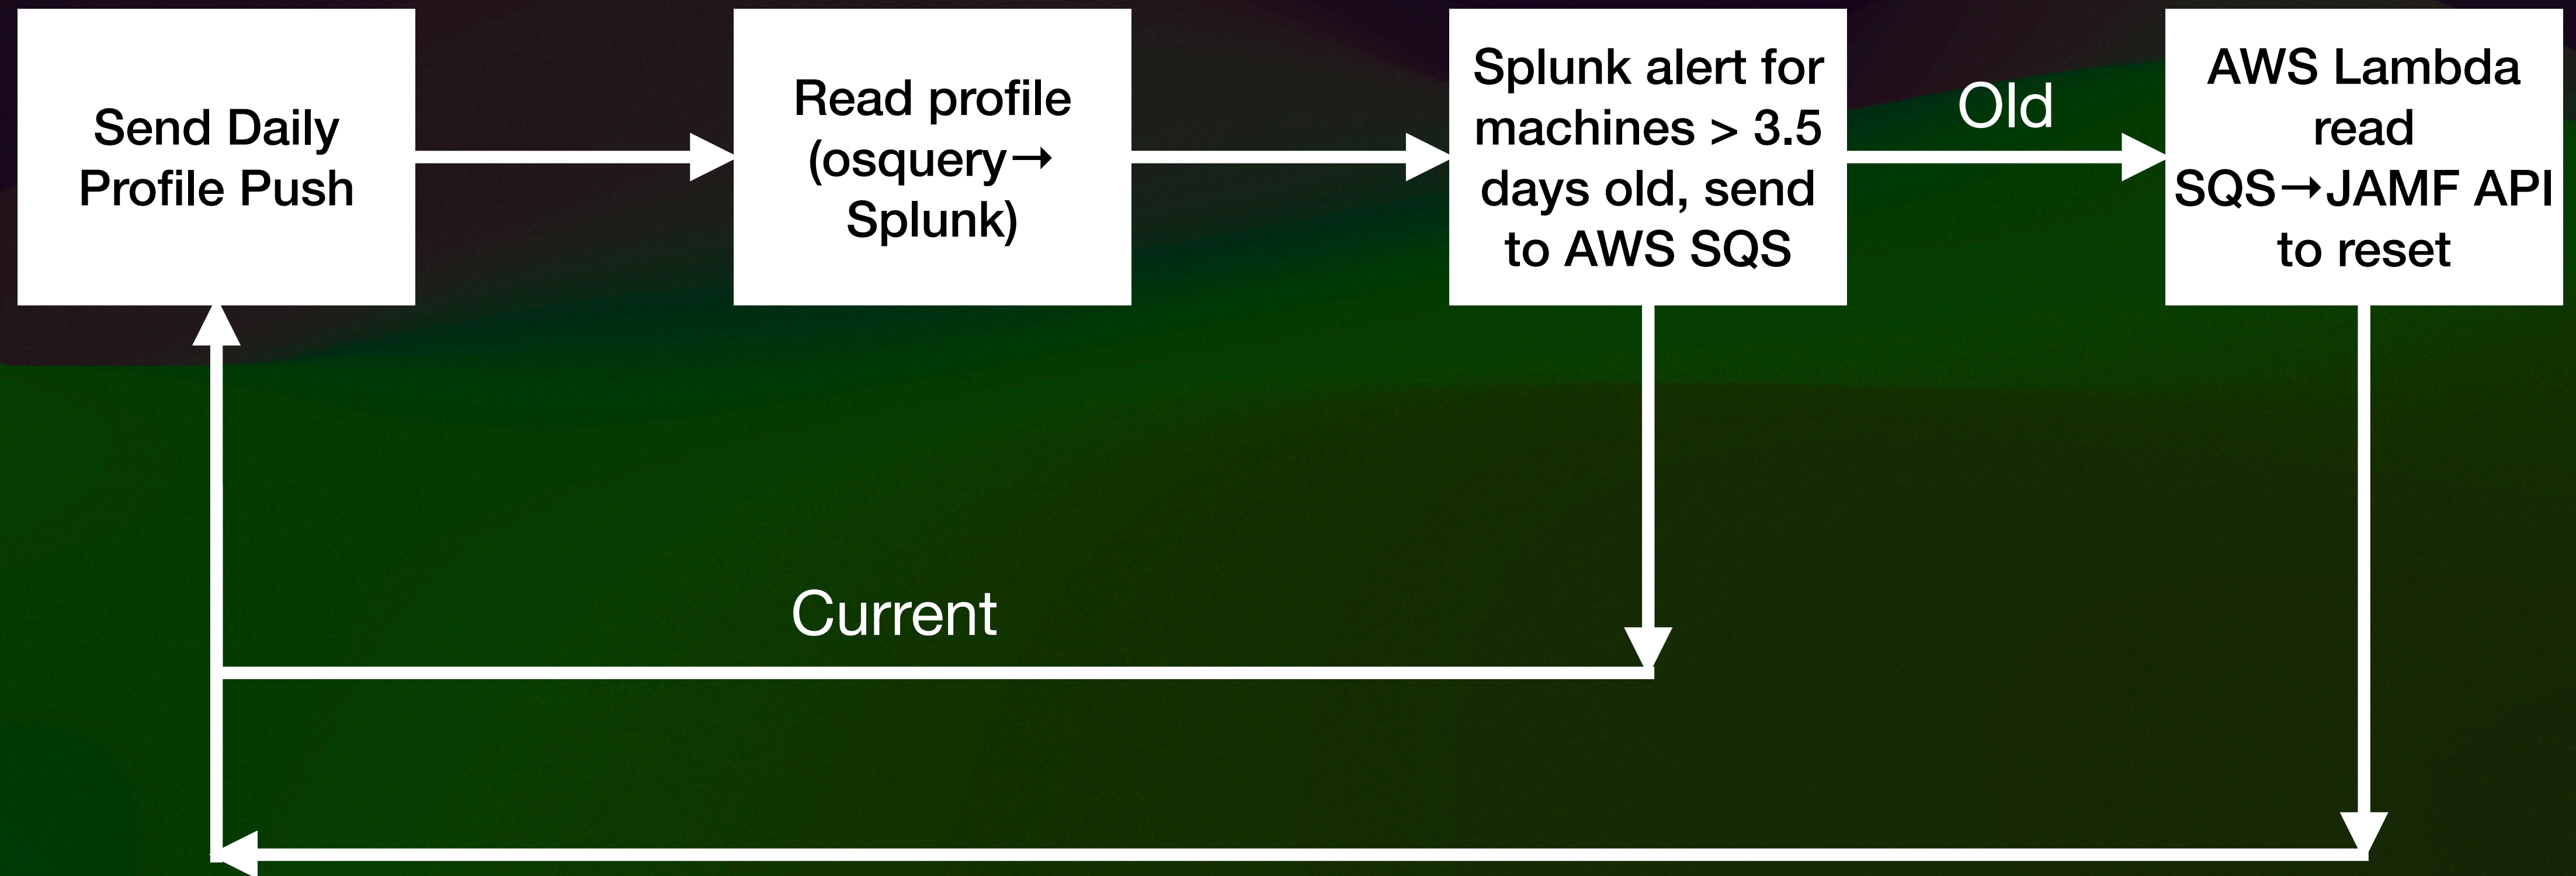 Send Daily
Profile Push
Read profile
(osquery→
Splunk)
Splunk alert for
machines > 3.5
days old, send
to AWS SQS
Old
AWS Lambda
read
SQS→JAMF API
to reset
Current